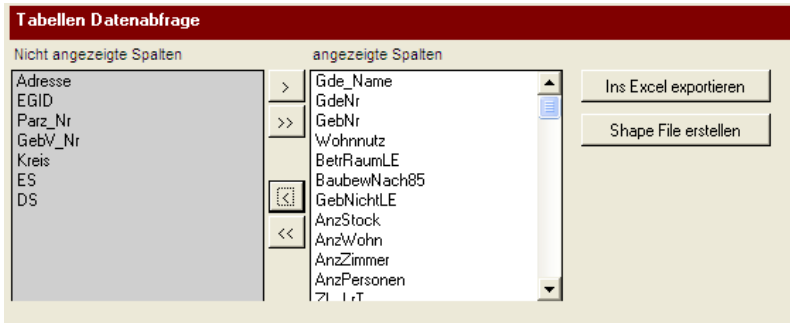 Tabellen Datenabfrage
Nicht angezeigte Spalten
angezeigte Spalten
Adresse
EGID
Parz_Nr
GebV_Nr
Kreis
ES
DS
>
>>
<
<<
Gde_Name
GdeNr
GebNr
Wohnnutz
BetrRaumLE
BaubewNach85
GebNichtLE
AnzStock
AnzWohn
AnzZimmer
AnzPersonen
Ins Excel exportieren
Shape File erstellen